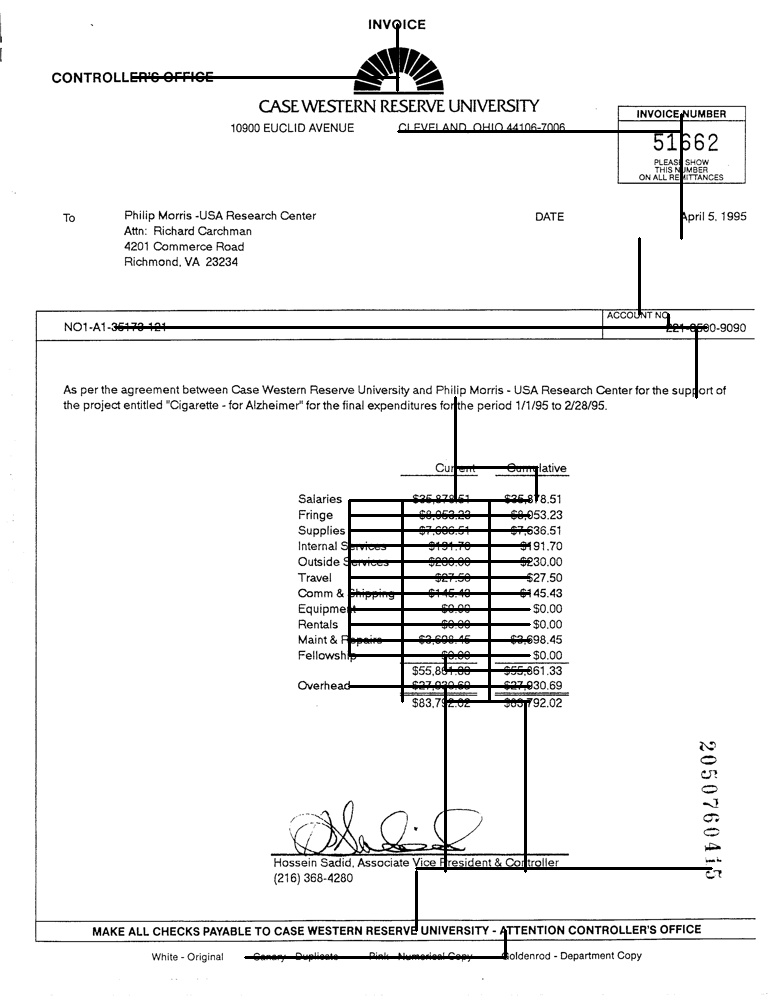 INVOICE
CONTROLLER'S OFFICE
CASE WESTERN RESERVE UNIVERSITY
10900 EUCLID AVENUE CLEVELAND, OHIO 44106-7006
INVOICE NUMBER
51662
PLEASE SHOW
THIS NUMBER
ON ALL REMITTANCES
To Philip Morris -USA Research Center DATE April 5, 1995
Attn: Richard Carchman
4201 Commerce Road
Richmond, VA 23234
ACCOUNT NO.
NO1-A1-35173-121
As per the agreement between Case Western Reserve University and Philip Morris - USA Research Center for the support of
the project entitled "Cigarette - for Alzheimer" for the final expenditures for the period 1/1/95 to 2/28/95.
Current Cumulative
Salaries $35,878.51 $35,878.51
Fringe $8,053.23 $8,053.23
Supplies $7,636.51 $7,636.51
Internal Services $191.70 $191.70
Outside Services $230.00 $230.00
Travel $27.50 $27.50
Comm & Shipping $145.43 $145.43
Equipment $0.00 $0.00
Rentals $0.00 $0.00
Maint & Repairs $3,698.45 $3,698.45
Fellowship $0.00 $0.00
$55,861.33 $55,861.33
Overhead $27,930.69 $27,930.69
$83,792.02 $83,792.02
2050760415
Hossein Sadid, Associate Vice President & Controller
(216) 368-4280
MAKE ALL CHECKS PAYABLE TO CASE WESTERN RESERVE UNIVERSITY - ATTENTION CONTROLLER'S OFFICE
White - Original Canary - Duplicate Pink - Numerical Copy Goldenrod - Department Copy